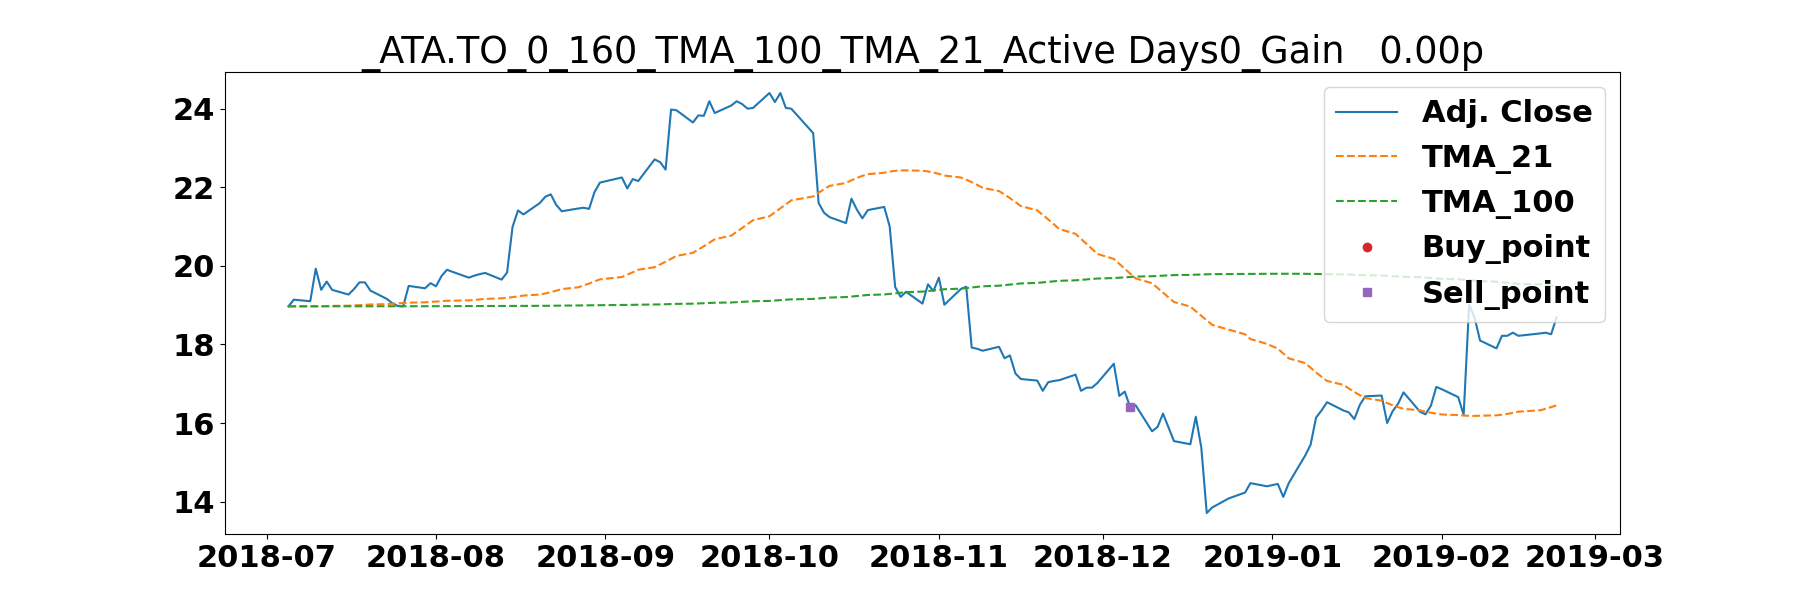 _ATA.TO_0_160_TMA_100_TMA_21_Active Days0_Gain   0.00p
24
22
20
18
16
14
Adj. Close
TMA_21
TMA_100
Buy_point
Sell_point
2018-07 2018-08 2018-09 2018-10 2018-11 2018-12 2019-01 2019-02 2019-03